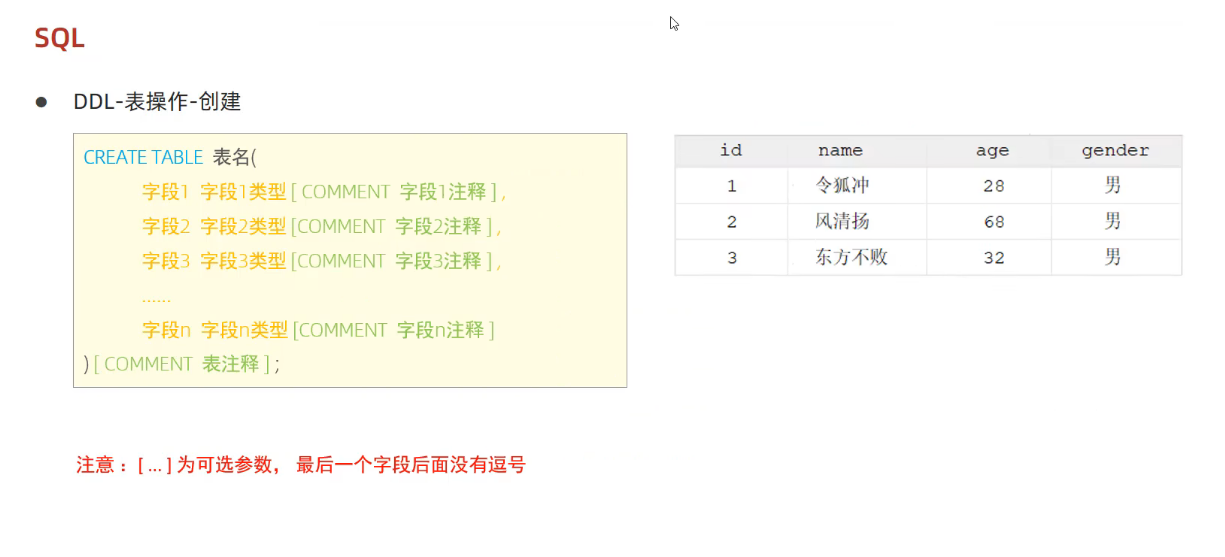 SQL
● DDL-表操作-创建
CREATE TABLE 表名(
字段1 字段1类型 [ COMMENT 字段1注释 ] ,
字段2 字段2类型 [COMMENT 字段2注释 ] ,
字段3 字段3类型 [COMMENT 字段3注释 ] ,
......
字段n 字段n类型 [COMMENT 字段n注释 ]
) [ COMMENT 表注释 ] ;
id name age gender
1 令狐冲 28 男
2 风清扬 68 男
3 东方不败 32 男
注意： [ ... ] 为可选参数， 最后一个字段后面没有逗号